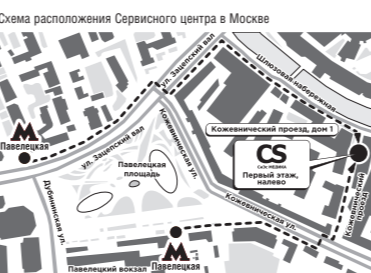 Схема расположения Сервисного центра в Москве
ул. Зацепский вал
Шлюзовая набережная
М
Павелецкая
ул. Зацепский вал
Кожевническая ул.
Кожевнический проезд, дом 1
CS
Павелецкая
площадь
Первый этаж,
налево
Кожевнический
проезд
Дубининская ул.
Кожевническая ул.
М
Павелецкий вокзал
Павелецкая